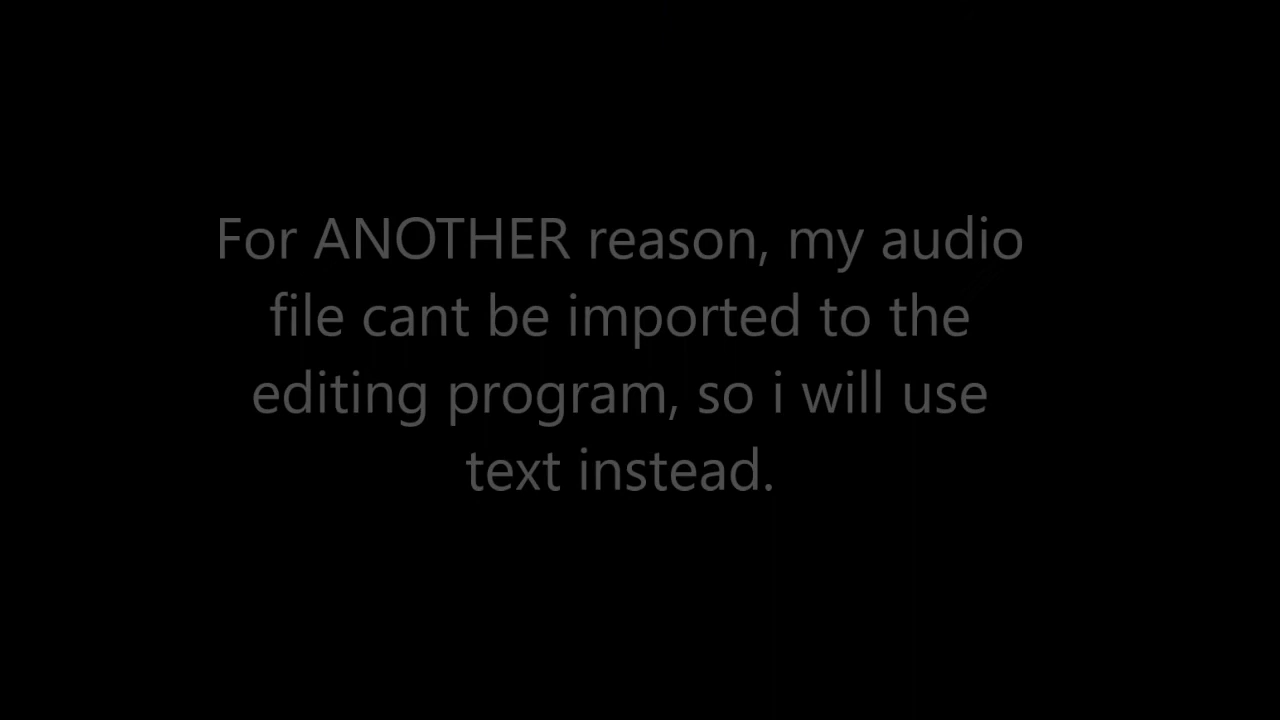 For ANOTHER reason, my audio
file cant be imported to the
editing program, so i will use
text instead.